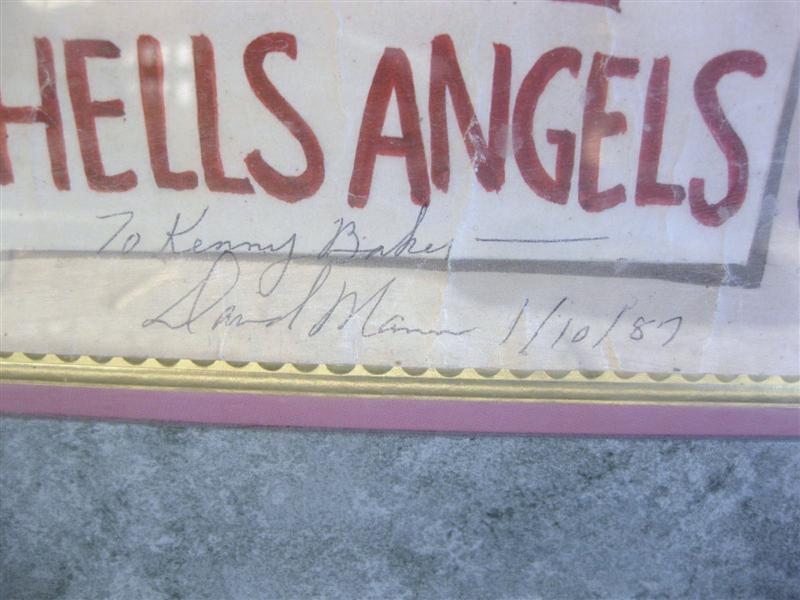 HELLS ANGELS
To Kenny Baker
David Mann 1/10/87